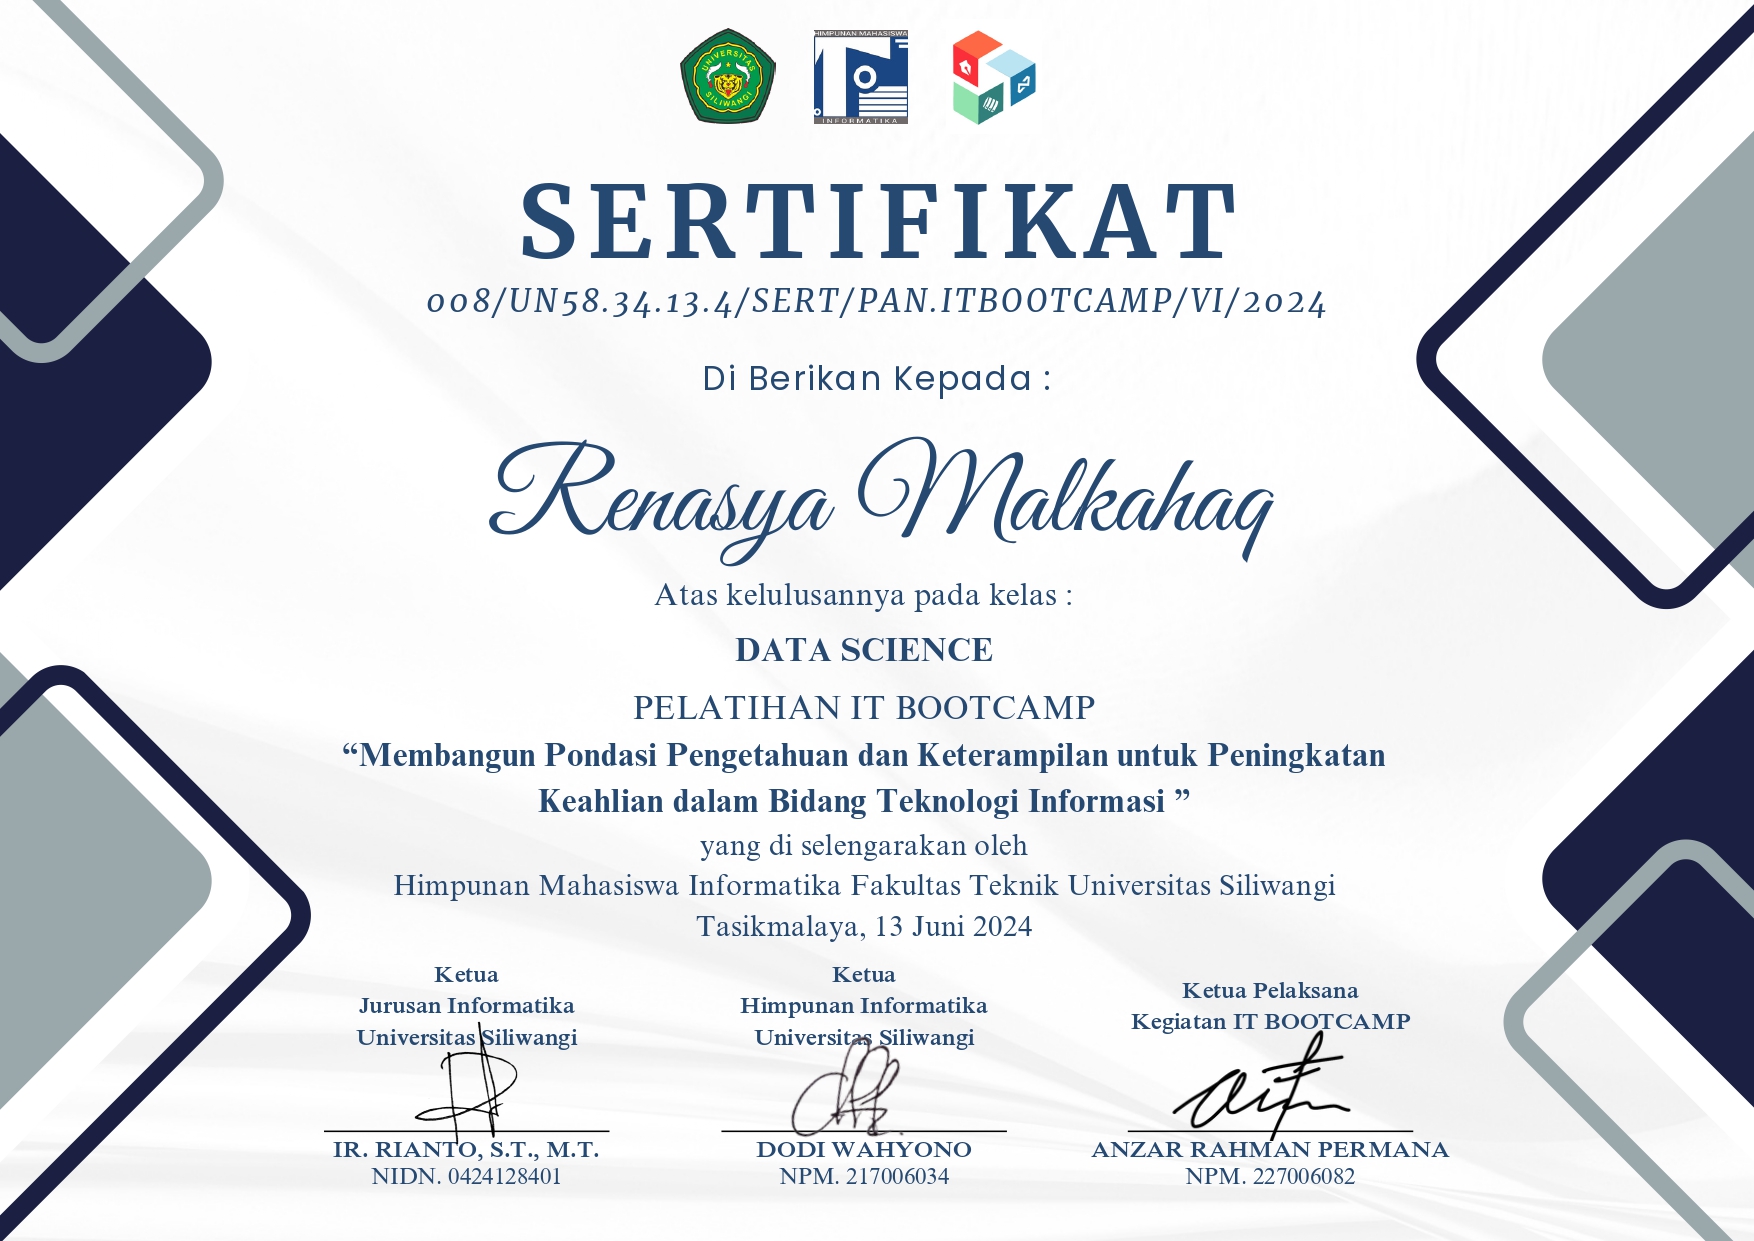 UNIVERSITAS SILIWANGI
HIMPUNAN MAHASISWA
INFORMATIKA
SERTIFIKAT
008/UN58.34.13.4/SERT/PAN.ITBOOTCAMP/VI/2024
Di Berikan Kepada :
Renasya Malkahaq
Atas kelulusannya pada kelas :
DATA SCIENCE
PELATIHAN IT BOOTCAMP
“Membangun Pondasi Pengetahuan dan Keterampilan untuk Peningkatan
Keahlian dalam Bidang Teknologi Informasi ”
yang di selengarakan oleh
Himpunan Mahasiswa Informatika Fakultas Teknik Universitas Siliwangi
Tasikmalaya, 13 Juni 2024
Ketua
Jurusan Informatika
Universitas Siliwangi
IR. RIANTO, S.T., M.T.
NIDN. 0424128401
Ketua
Himpunan Informatika
Universitas Siliwangi
DODI WAHYONO
NPM. 217006034
Ketua Pelaksana
Kegiatan IT BOOTCAMP
ANZAR RAHMAN PERMANA
NPM. 227006082